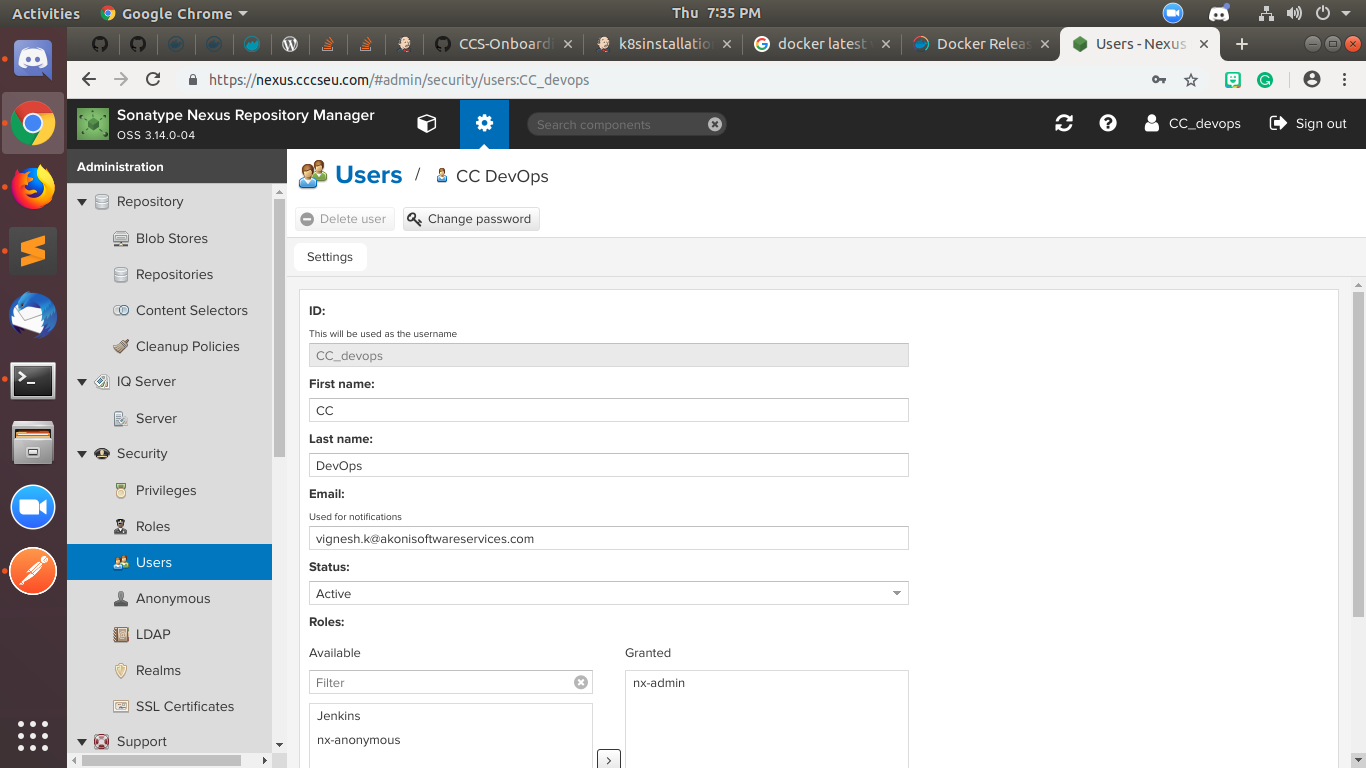 Activities
Google Chrome
Thu 7:35 PM
CCS-Onboard
k8sinstallation
docker latest
Docker Relea
Users - Nexus
https://nexus.cccseu.com/#admin/security/users:CC_devops
Sonatype Nexus Repository Manager
OSS 3.14.0-04
Search components
CC_devops
Sign out
Administration
Users / CC DevOps
Repository
Delete user
Change password
Blob Stores
Settings
Repositories
Content Selectors
Cleanup Policies
IQ Server
Server
Security
Privileges
Roles
Users
Anonymous
LDAP
Realms
SSL Certificates
Support
ID:
This will be used as the username
CC_devops
First name:
CC
Last name:
DevOps
Email:
Used for notifications
vignesh.k@akonisoftwareservices.com
Status:
Active
Roles:
Available
Granted
Filter
nx-admin
Jenkins
nx-anonymous